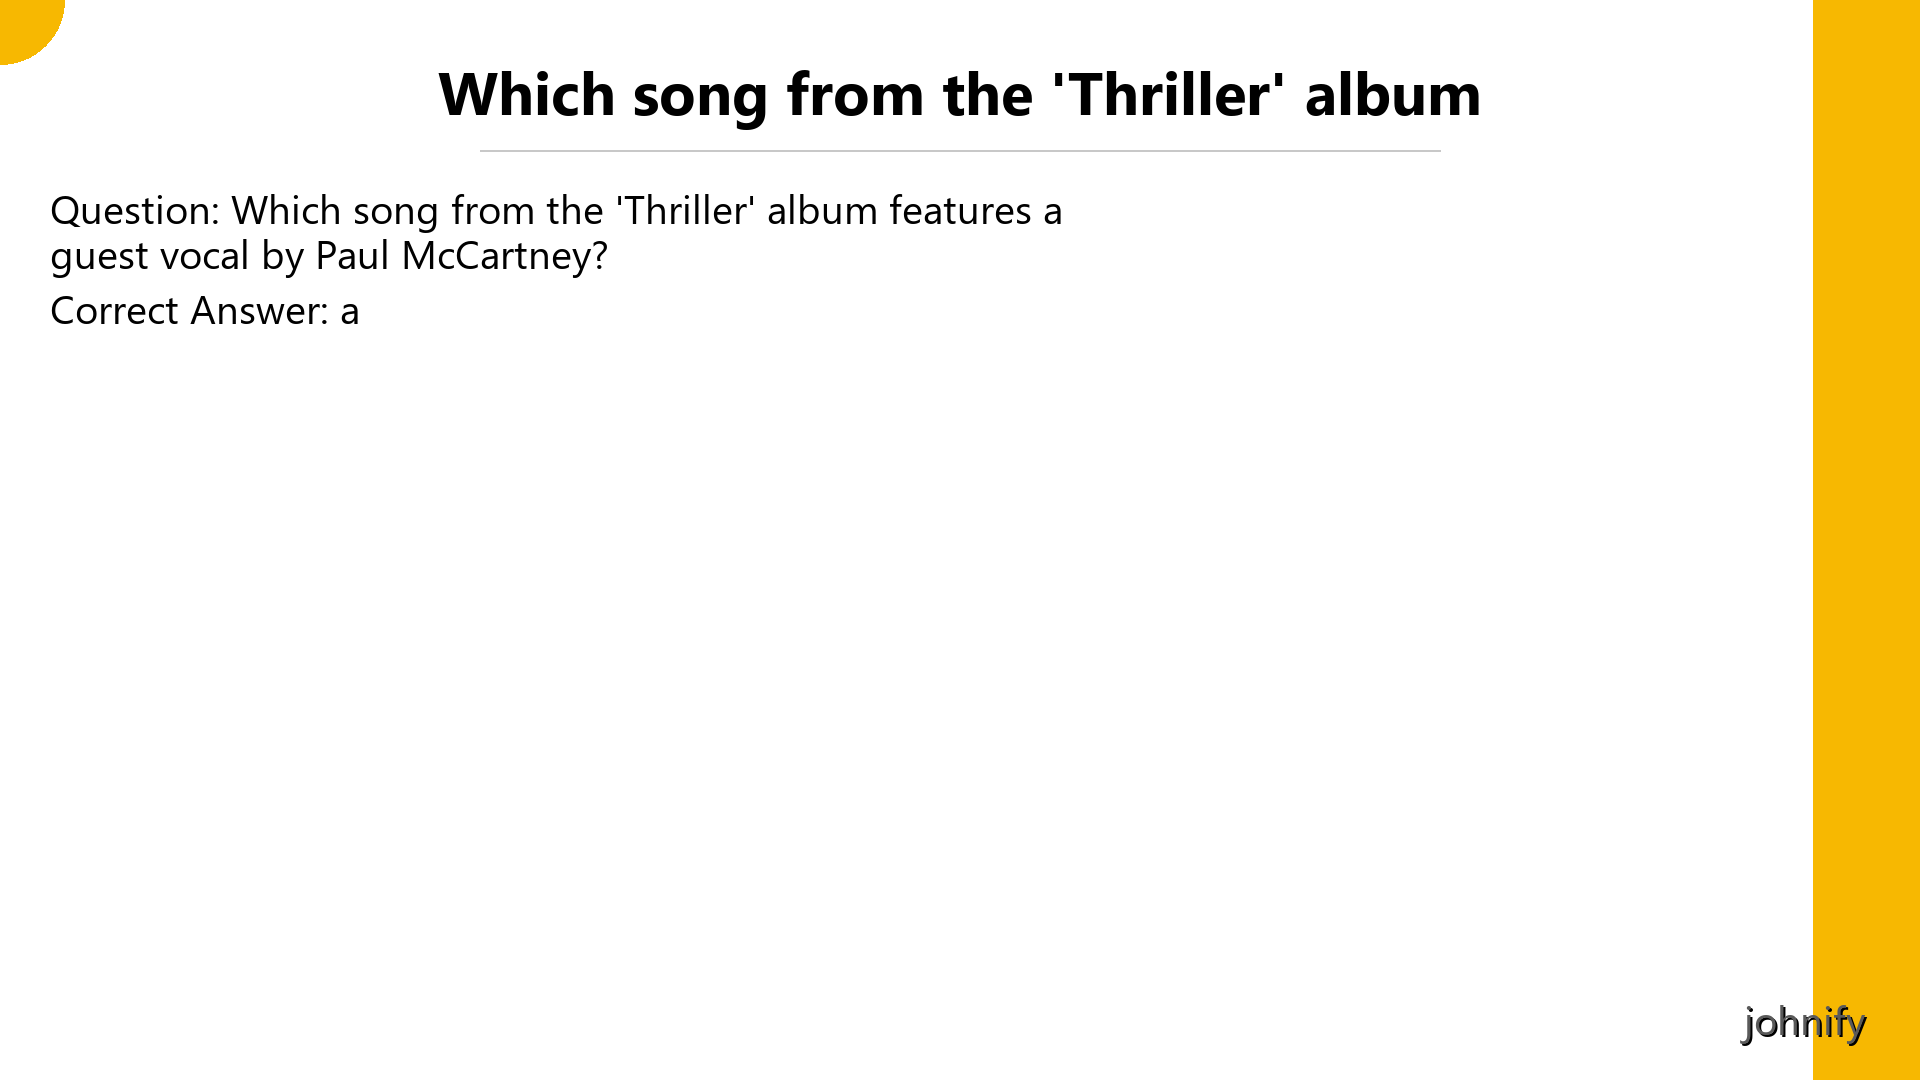 Which song from the 'Thriller' album
Question: Which song from the 'Thriller' album features a
guest vocal by Paul McCartney?
Correct Answer: a
johnify